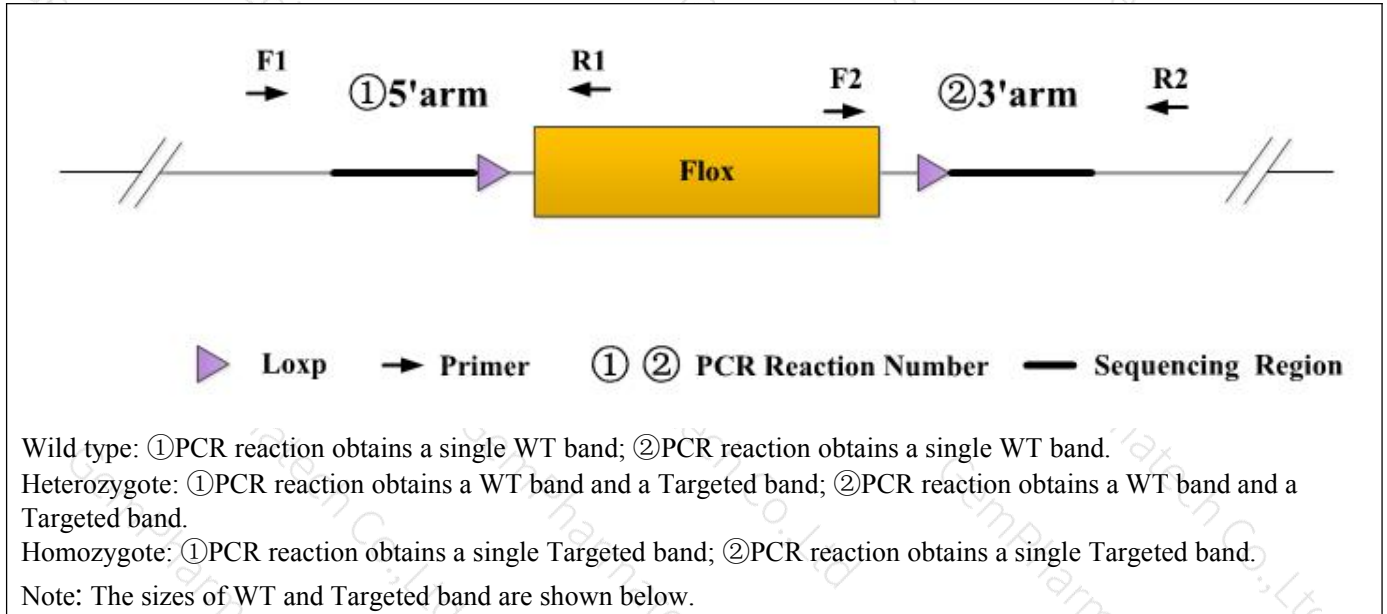 F1
R1
F2
R2
①5'arm
②3'arm
Flox
Loxp
Primer
① ② PCR Reaction Number
Sequencing Region
Wild type: ①PCR reaction obtains a single WT band; ②PCR reaction obtains a single WT band.
Heterozygote: ①PCR reaction obtains a WT band and a Targeted band; ②PCR reaction obtains a WT band and a
Targeted band.
Homozygote: ①PCR reaction obtains a single Targeted band; ②PCR reaction obtains a single Targeted band.
Note: The sizes of WT and Targeted band are shown below.